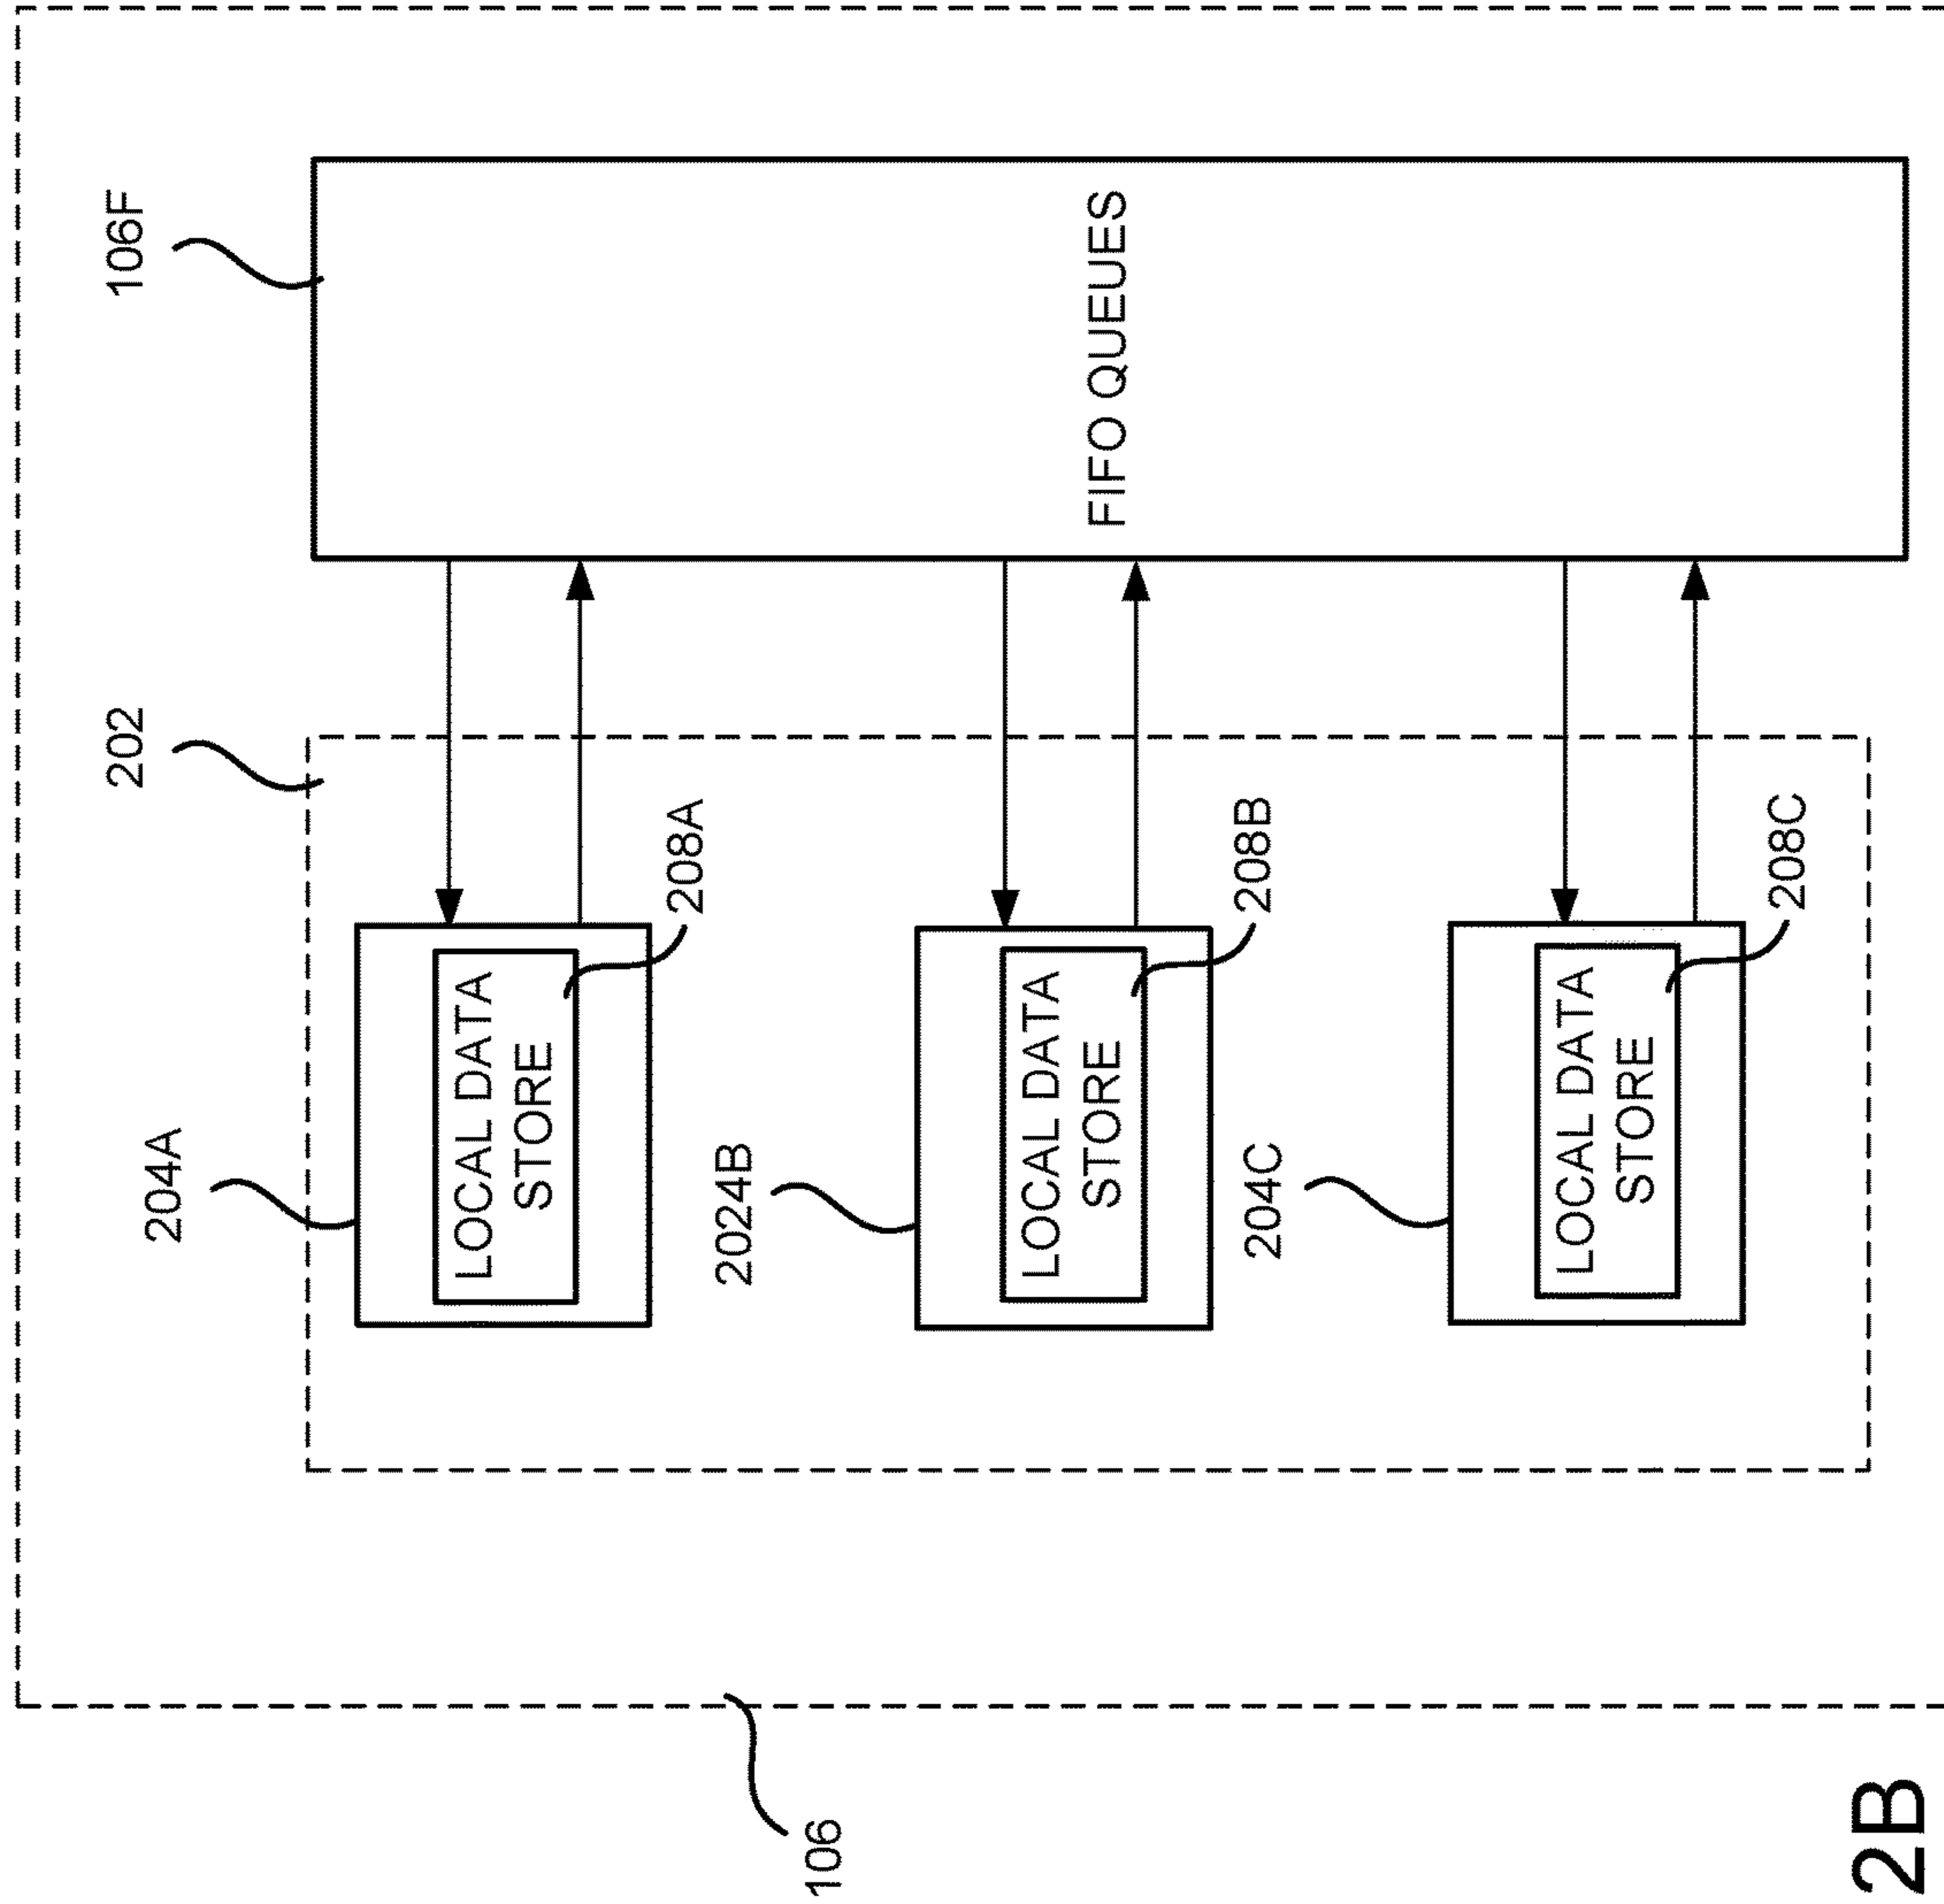 106F
202
204A
LOCAL DATA
STORE
208A
2024B
LOCAL DATA
STORE
208B
204C
LOCAL DATA
STORE
208C
FIFO QUEUES
106
2B